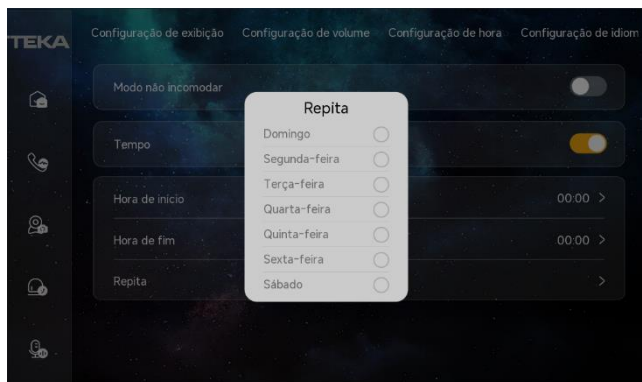 TEKA
Configuração de exibição Configuração de volume Configuração de hora Configuração de idiom
Modo não incomodar
Repita
Domingo
Tempo
Segunda-feira
Terça-feira
Hora de início 00:00 >
Quarta-feira
Quinta-feira
Hora de fim 00:00 >
Sexta-feira
Repita >
Sábado